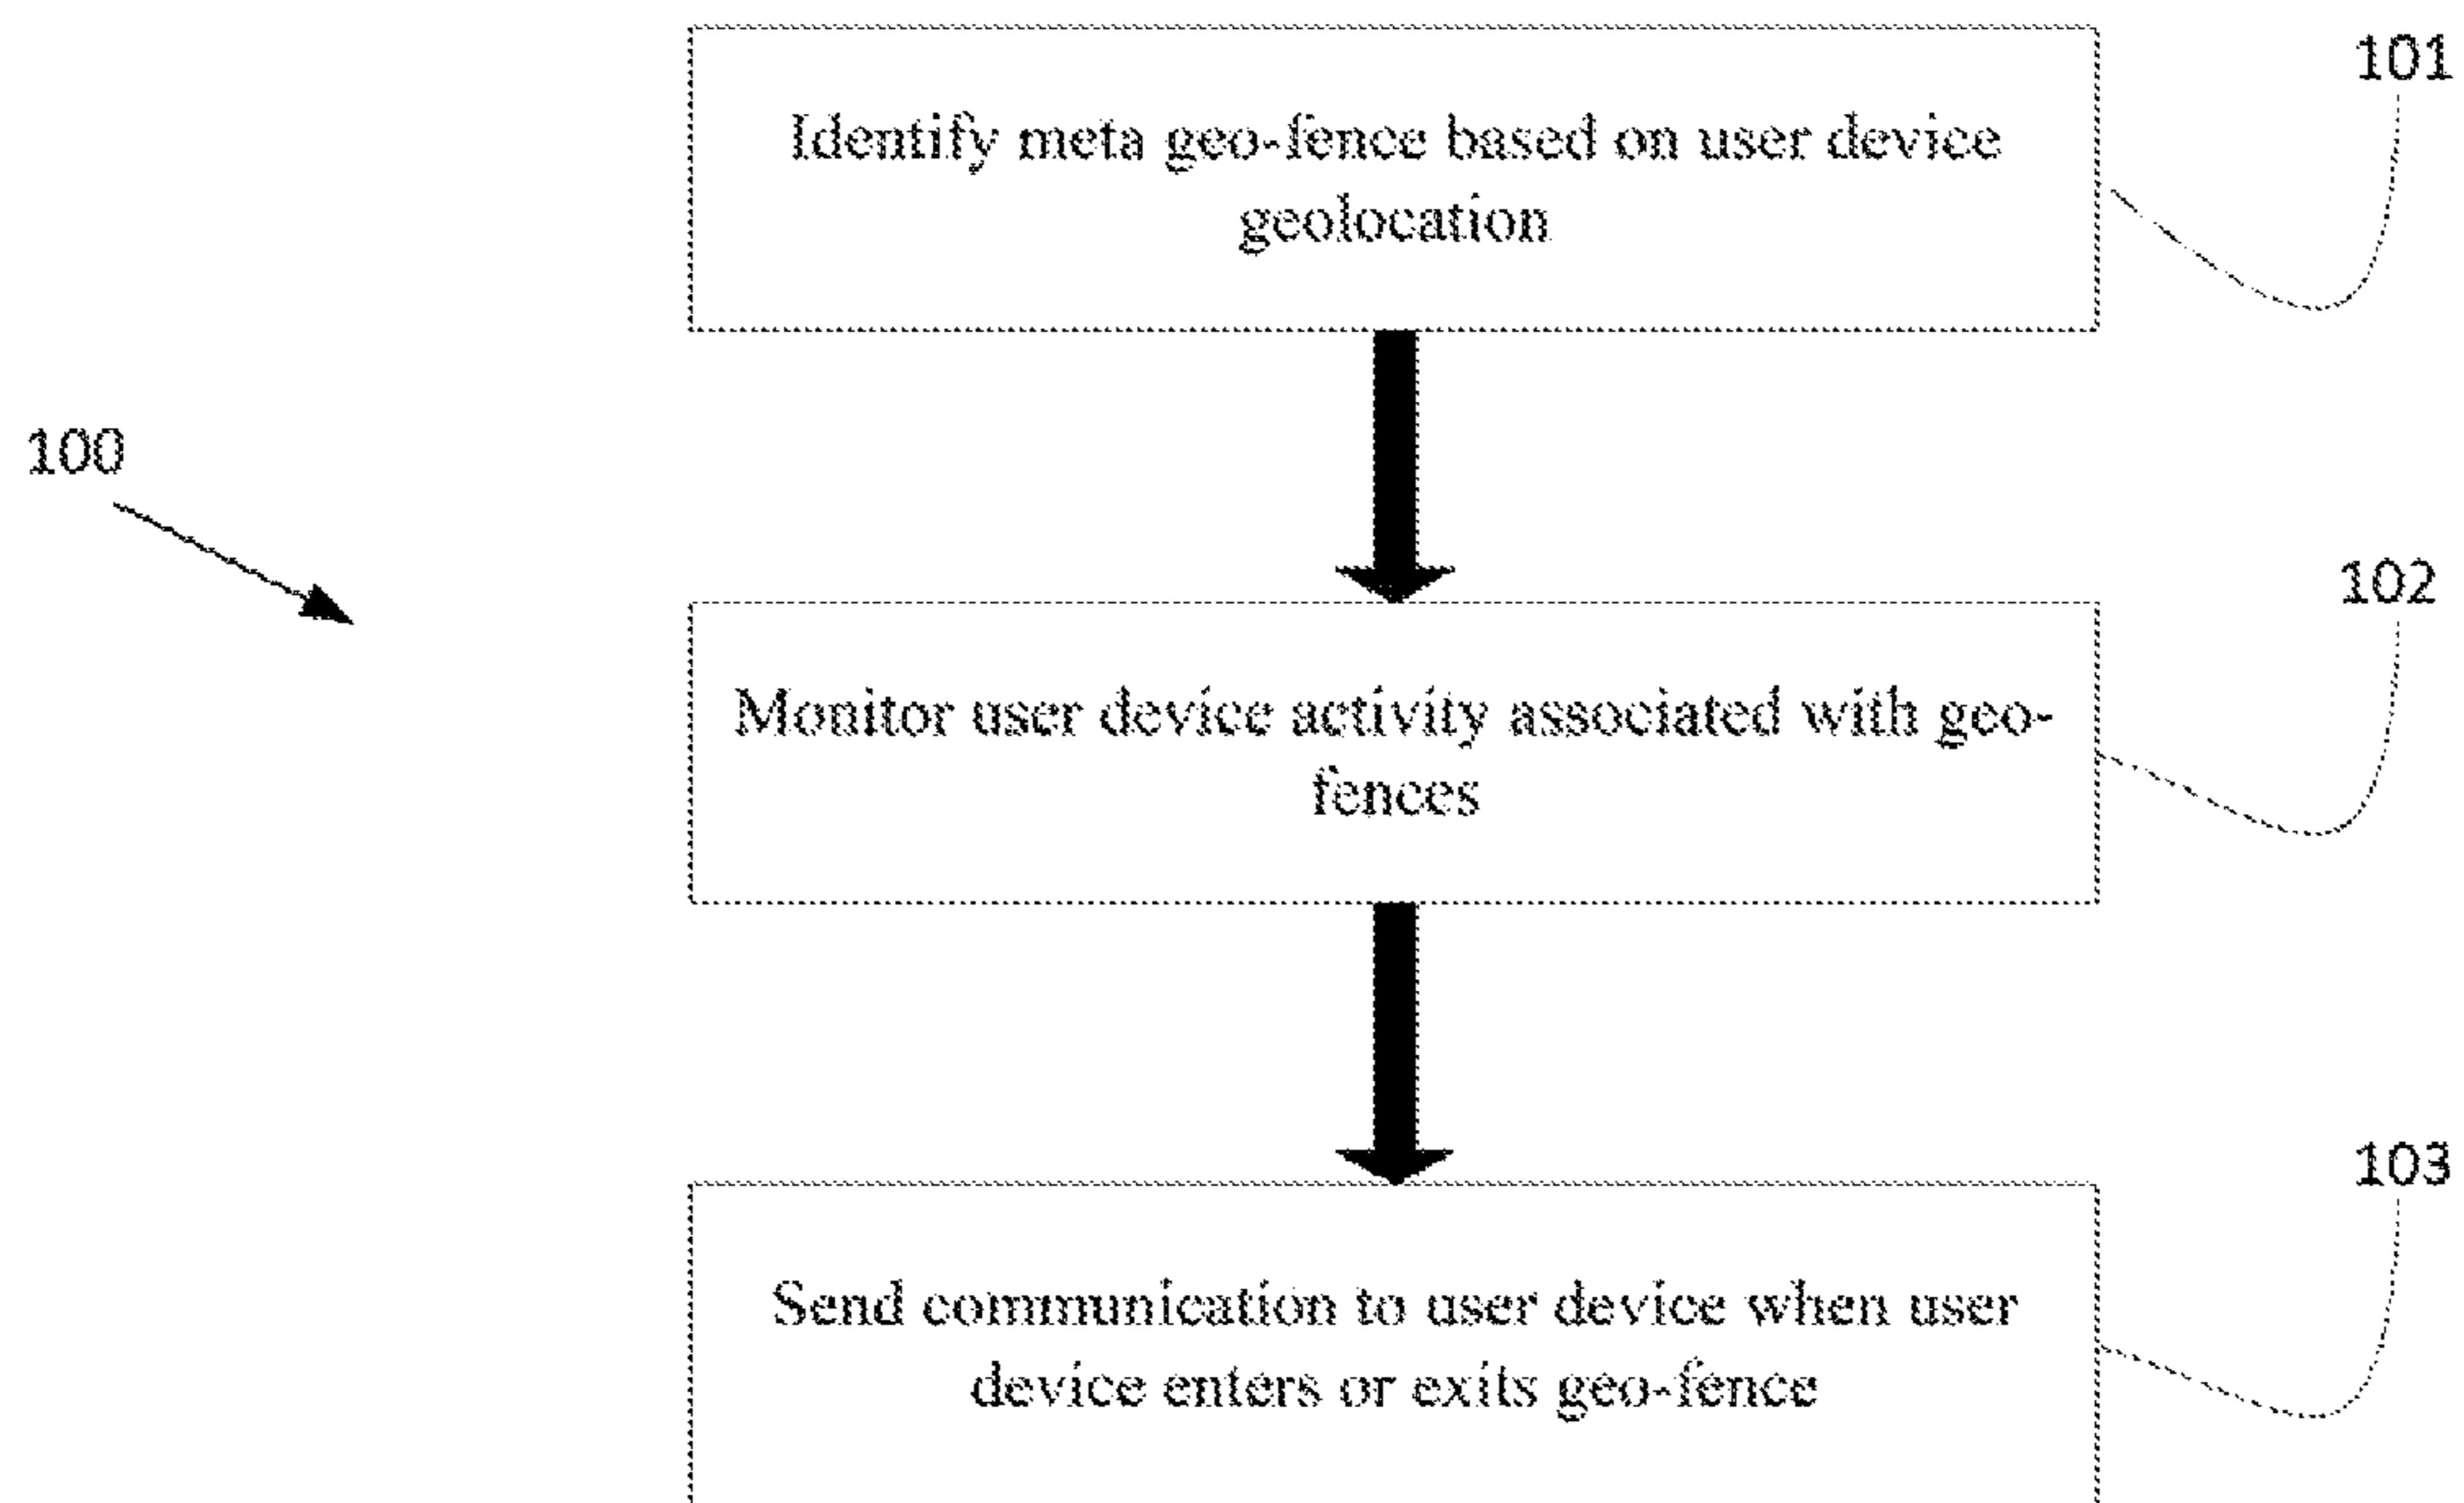 101
Identify meta geo-fence based on user device
geolocation
100
102
Monitor user device activity associated with geo-
fences
103
Send communication to user device when user
device enters or exits geo-fence